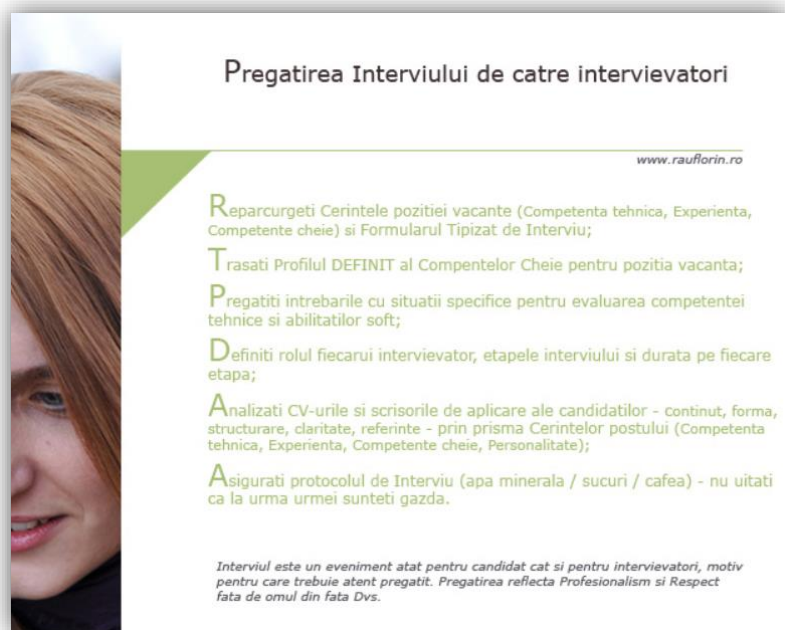 Pregatirea Interviului de catre intervievatori
www.rauflorin.ro
Reparcurgeti Cerintele pozitiei vacante (Competenta tehnica, Experienta,
Competente cheie) si Formularul Tipizat de Interviu;
Trasati Profilul DEFINIT al Compentelor Cheie pentru pozitia vacanta;
Pregatiti intrebarile cu situatii specifice pentru evaluarea competentei
tehnice si abilitatilor soft;
Definiti rolul fiecarui intervievator, etapele interviului si durata pe fiecare
etapa;
Analizati CV-urile si scrisorile de aplicare ale candidatilor - continut, forma,
structurare, claritate, referinte - prin prisma Cerintelor postului (Competenta
tehnica, Experienta, Competente cheie, Personalitate);
Asigurati protocolul de Interviu (apa minerala / sucuri / cafea) - nu uitati
ca la urma urmei sunteti gazda.
Interviul este un eveniment atat pentru candidat cat si pentru intervievatori, motiv
pentru care trebuie atent pregatit. Pregatirea reflecta Profesionalism si Respect
fata de omul din fata Dvs.